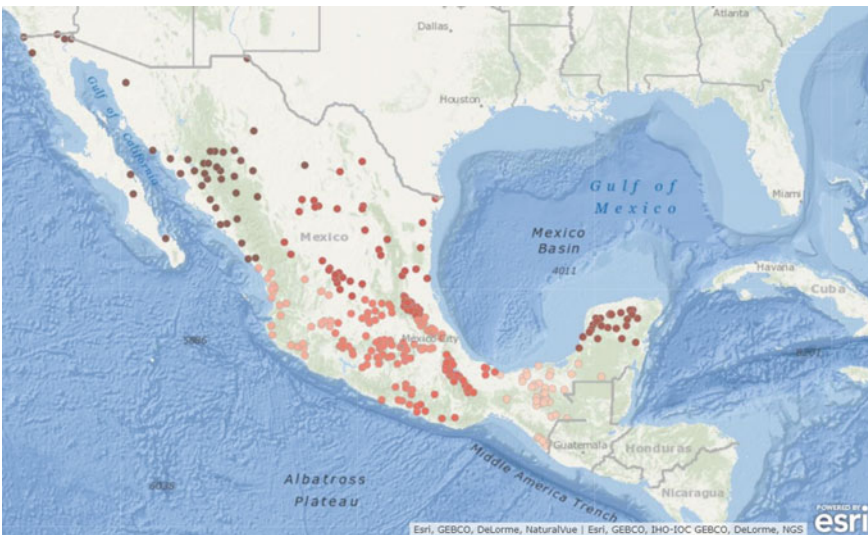 Atlanta
Dallas
Houston
Gulf of California
Gulf of
Mexico
Miami
Mexico
Mexico
Basin
4011
Havana
Cuba
Mexico City
Guatemala
Honduras
Middle America Trench
Nicaragua
Albatross
Plateau
POWERED BY
esri
Esri, GEBCO, DeLorme, NaturalVue | Esri, GEBCO, IHO-IOC GEBCO, DeLorme, NGS